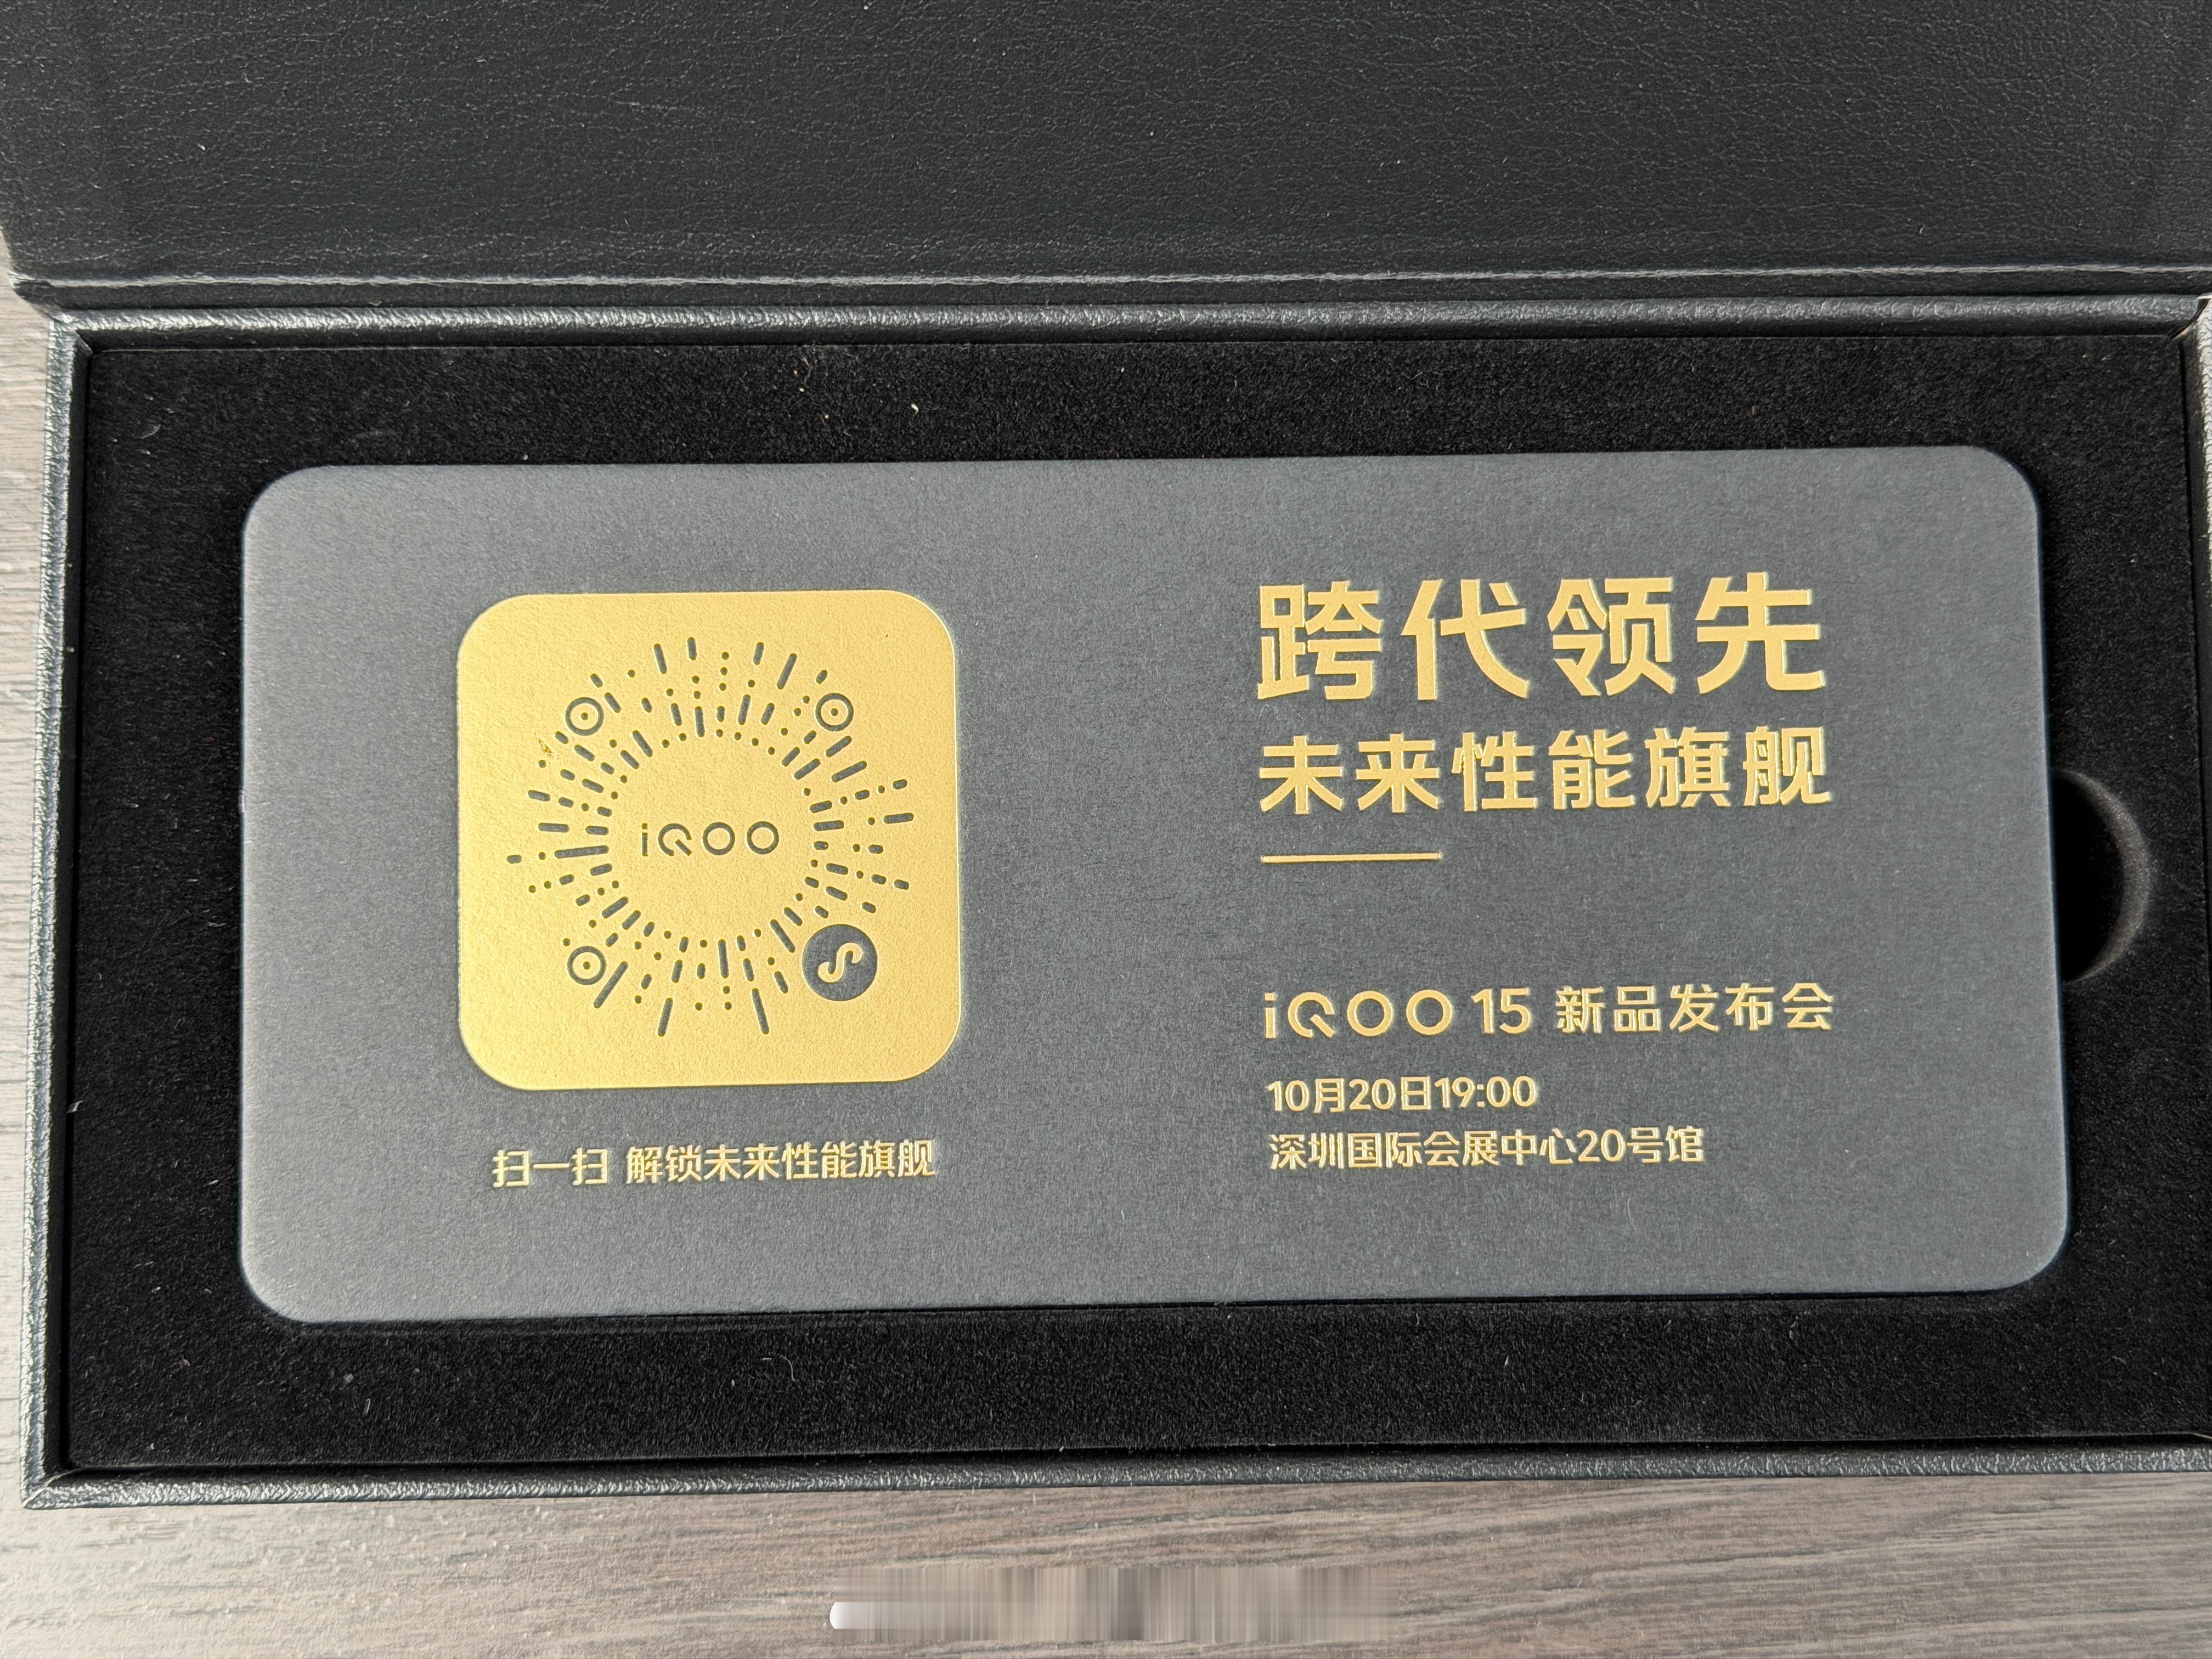 iQOO
扫一扫 解锁未来性能旗舰
跨代领先
未来性能旗舰
iQOO 15 新品发布会
10月20日19:00
深圳国际会展中心20号馆